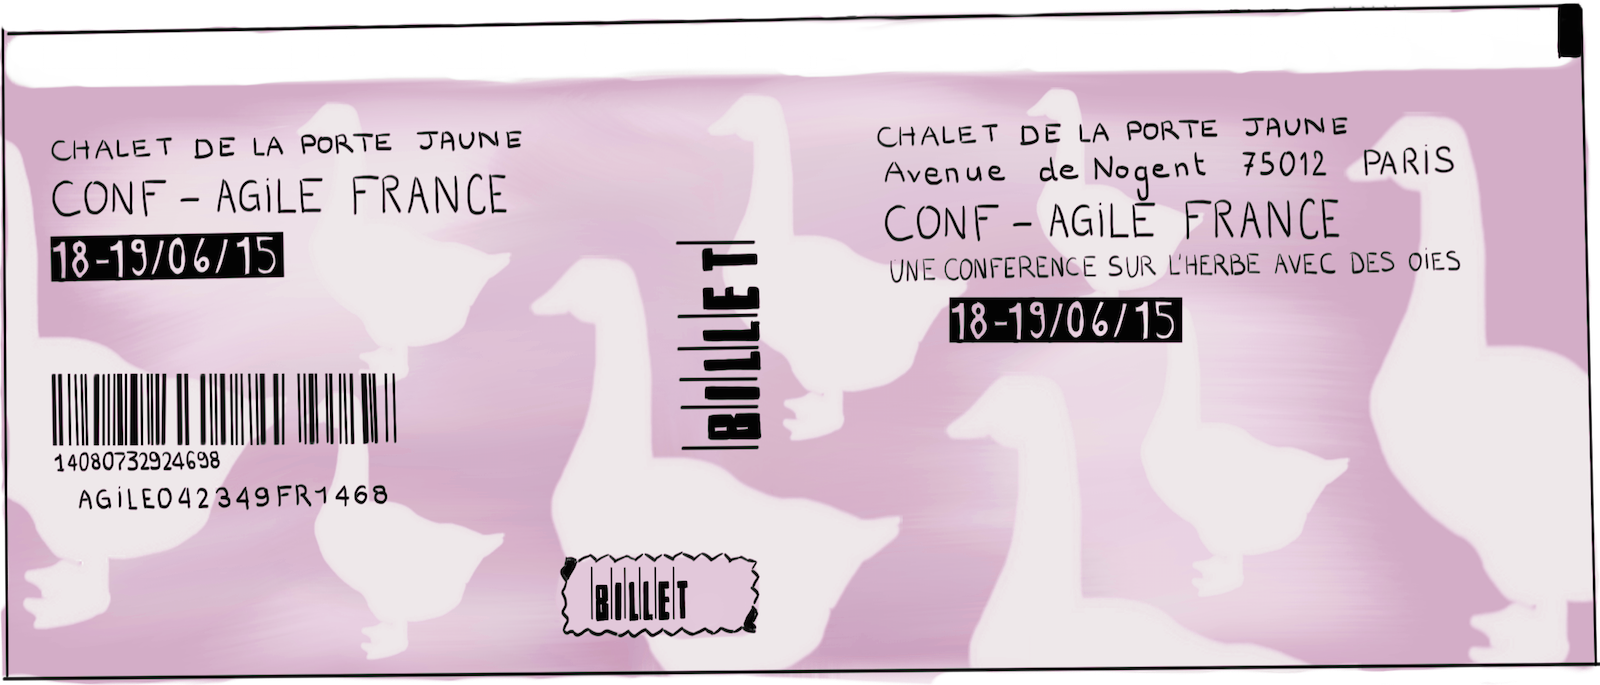 CHALET DE LA PORTE JAUNE
CONF - AGiLE FRANCE
18-19/06/15
14080732924698
AGiLE042349FR1468
BILLET
BILLET
CHALET DE LA PORTE JAUNE
Avenue de Nogent 75012 PARiS
CONF - AGiLE FRANCE
UNE CONFERENCE SUR L'HERBE AVEC DES OiES
18-19/06/15